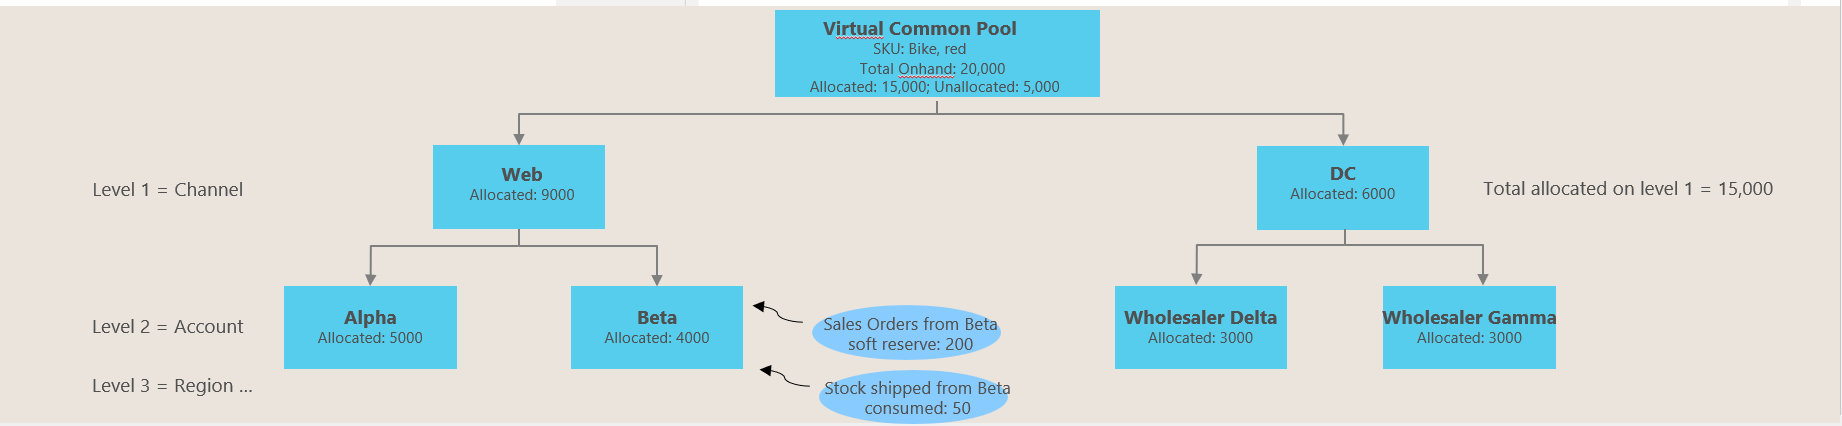 Virtual Common Pool
SKU: Bike, red
Total Onhand: 20,000
Allocated: 15,000; Unallocated: 5,000
Level 1 = Channel
Web
Allocated: 9000
DC
Allocated: 6000
Total allocated on level 1 = 15,000
Level 2 = Account
Alpha
Allocated: 5000
Beta
Allocated: 4000
Sales Orders from Beta
soft reserve: 200
Wholesaler Delta
Allocated: 3000
Wholesaler Gamma
Allocated: 3000
Level 3 = Region ...
Stock shipped from Beta
consumed: 50